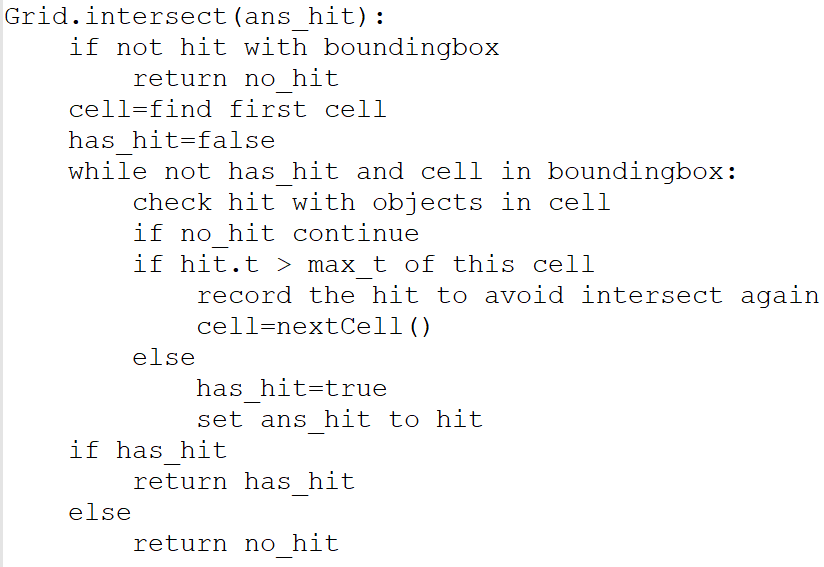 Grid.intersect(ans_hit):
    if not hit with boundingbox
        return no_hit
    cell=find first cell
    has_hit=false
    while not has_hit and cell in boundingbox:
        check hit with objects in cell
        if no_hit continue
        if hit.t > max_t of this cell
            record the hit to avoid intersect again
            cell=nextCell()
        else
            has_hit=true
            set ans_hit to hit
    if has_hit
        return has_hit
    else
        return no_hit